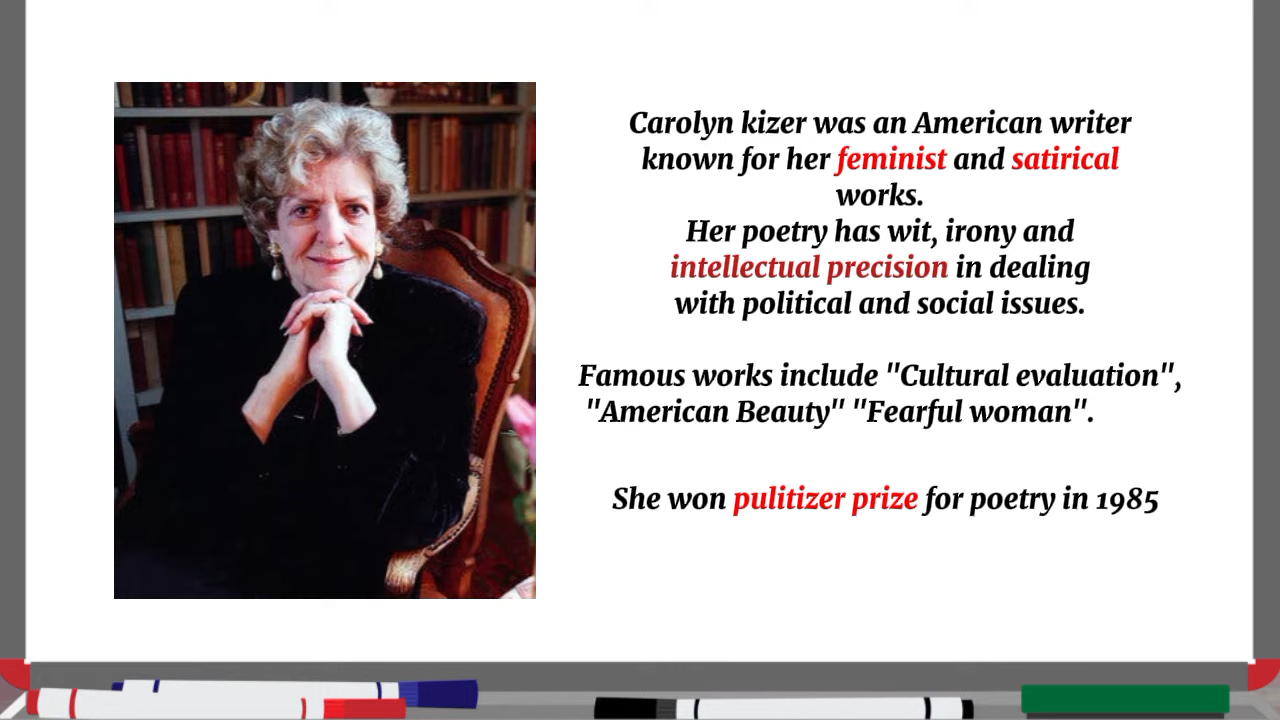 Carolyn kizer was an American writer
known for her feminist and satirical
works.
Her poetry has wit, irony and
intellectual precision in dealing
with political and social issues.
Famous works include "Cultural evaluation",
"American Beauty" "Fearful woman".
She won pulitizer prize for poetry in 1985